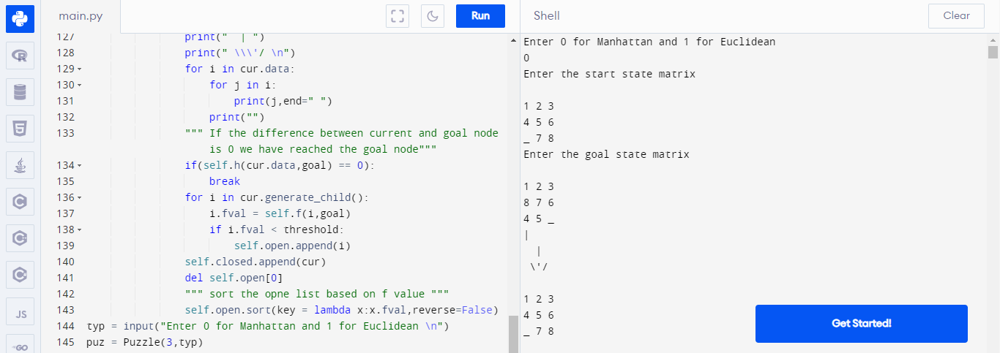 main.py
Run
127 print("  | ")
128 print(" \\\'/ \n")
129 for i in cur.data:
130 for j in i:
131 print(j,end=" ")
132 print("")
133 """ If the difference between current and goal node
is 0 we have reached the goal node"""
134 if(self.h(cur.data,goal) == 0):
135 break
136 for i in cur.generate_child():
137 i.fval = self.f(i,goal)
138 if i.fval < threshold:
139 self.open.append(i)
140 self.closed.append(cur)
141 del self.open[0]
142 """ sort the opne list based on f value """
143 self.open.sort(key = lambda x:x.fval,reverse=False)
144 typ = input("Enter 0 for Manhattan and 1 for Euclidean \n")
145 puz = Puzzle(3,typ)
R
JS
GO
Shell
Clear
Enter 0 for Manhattan and 1 for Euclidean
0
Enter the start state matrix
1 2 3
4 5 6
_ 7 8
Enter the goal state matrix
1 2 3
8 7 6
4 5 _
|
|
\'/
1 2 3
4 5 6
_ 7 8
Get Started!